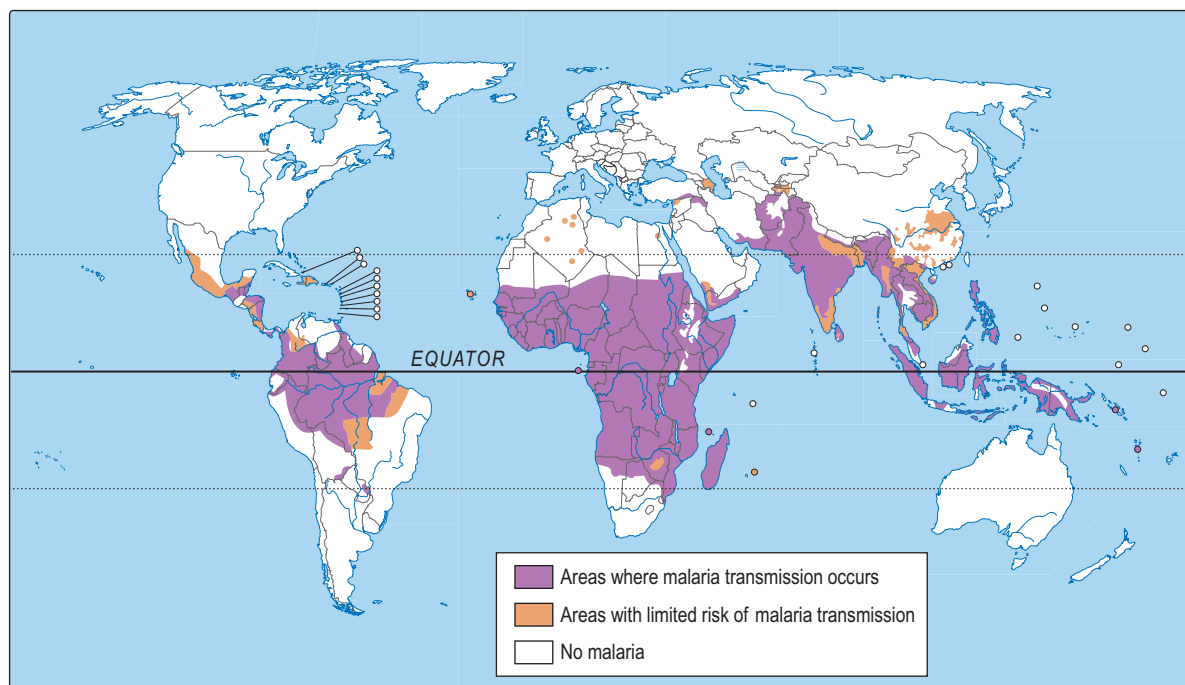 EQUATOR
Areas where malaria transmission occurs
Areas with limited risk of malaria transmission
No malaria